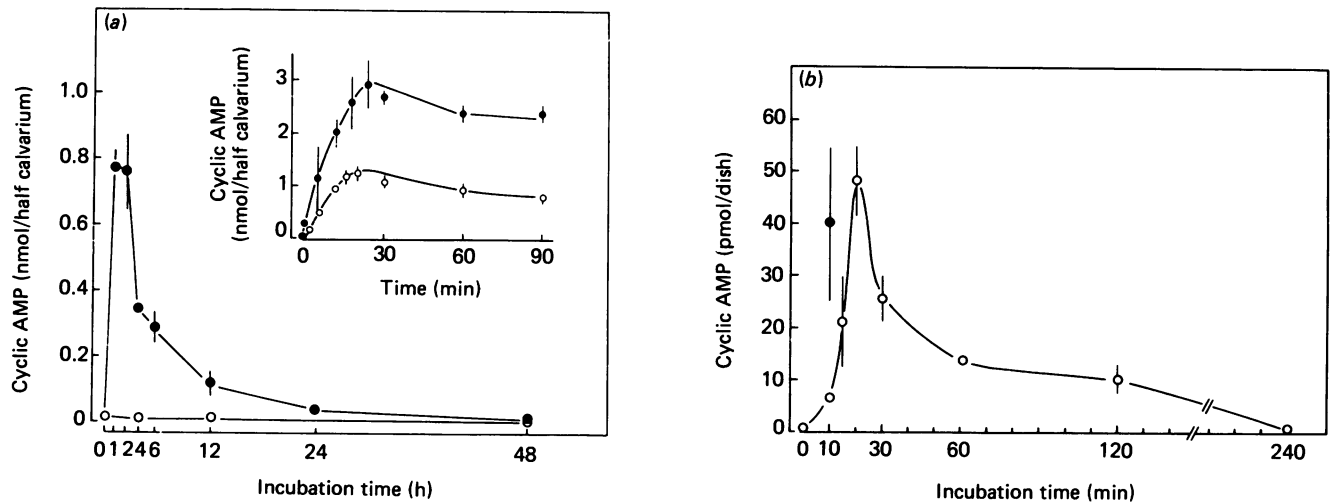 (a)
Cyclic AMP (nmol/half calvarium)
1.0
0.8
0.6
0.4
0.2
0
0 1 2 4 6 12 24 48
Incubation time (h)
Cyclic AMP
(nmol/half calvarium)
3
2
1
0
0 30 60 90
Time (min)
(b)
Cyclic AMP (pmol/dish)
60
50
40
30
20
10
0
0 10 30 60 120 240
Incubation time (min)